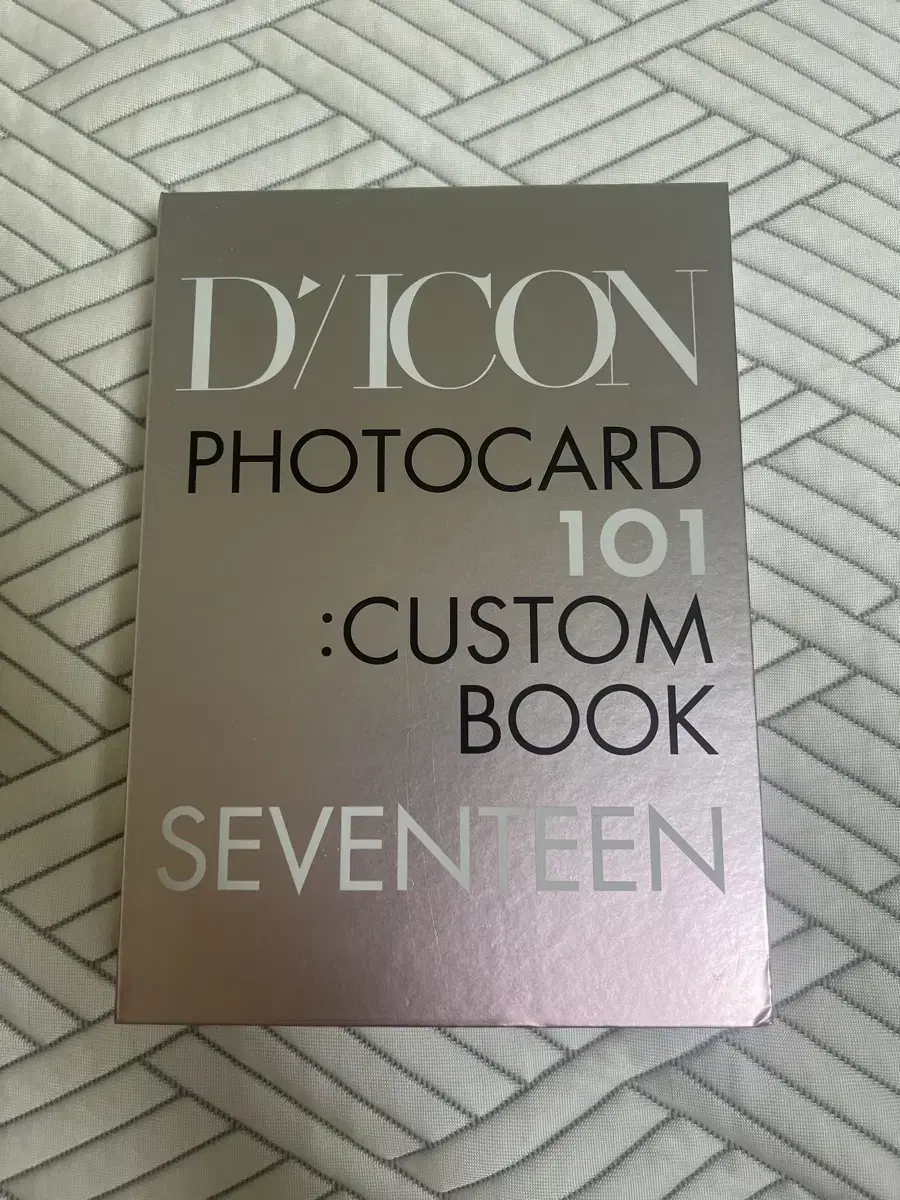 D'/ICON
PHOTOCARD
101
:CUSTOM
BOOK
SEVENTEEN